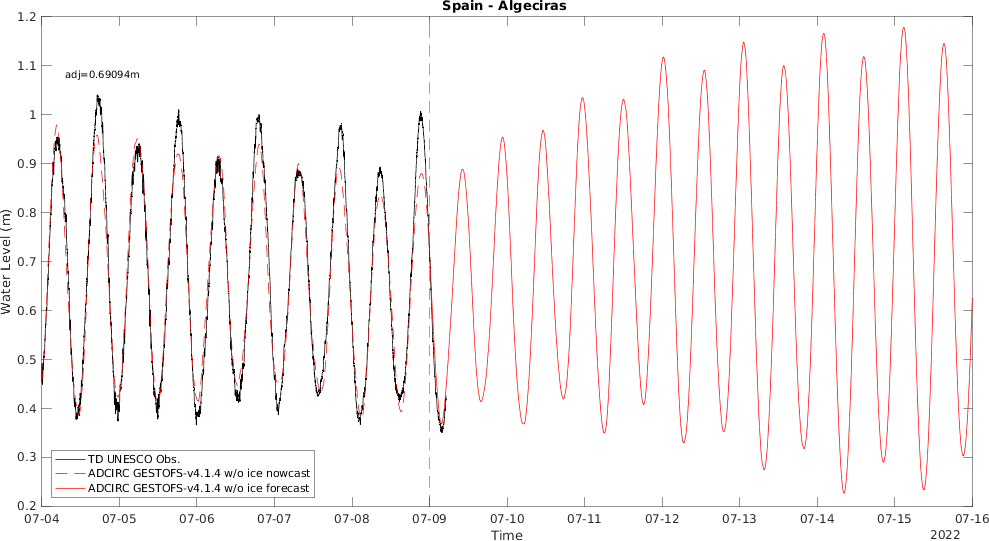 Spain - Algeciras
adj=0.69094m
Water Level (m)
1.2
1.1
1
0.9
0.8
0.7
0.6
0.5
0.4
0.3
0.2
TD UNESCO Obs.
ADCIRC GESTOFS-v4.1.4 w/o ice nowcast
ADCIRC GESTOFS-v4.1.4 w/o ice forecast
07-04 07-05 07-06 07-07 07-08 07-09 07-10 07-11 07-12 07-13 07-14 07-15 07-16
Time
2022